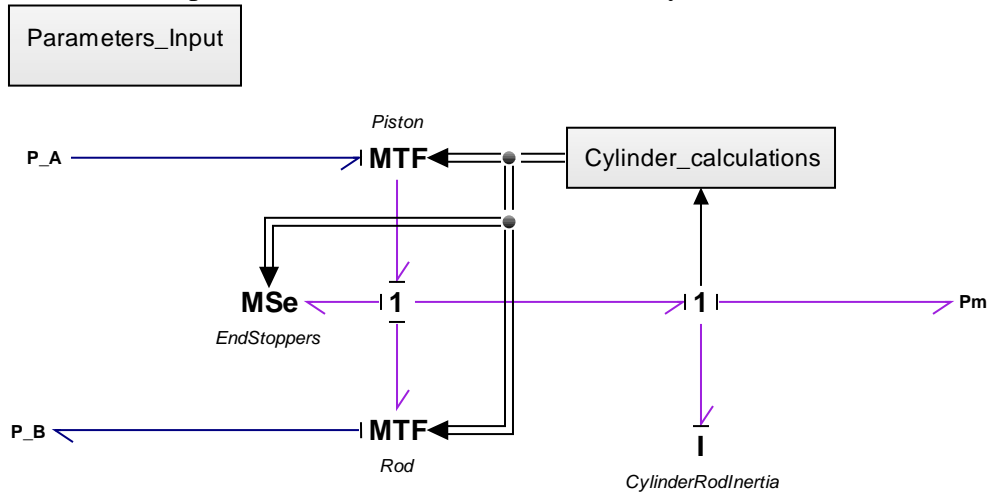 Parameters_Input
Piston
P_A
MTF
Cylinder_calculations
MSe
1
1
Pm
EndStoppers
P_B
MTF
I
Rod
CylinderRodInertia